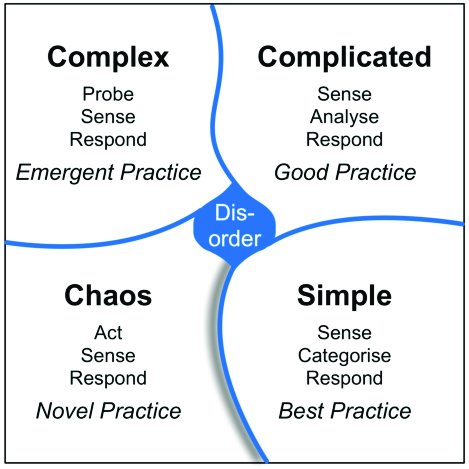 Complex
Probe
Sense
Respond
Emergent Practice
Complicated
Sense
Analyse
Respond
Good Practice
Dis-
order
Chaos
Act
Sense
Respond
Novel Practice
Simple
Sense
Categorise
Respond
Best Practice